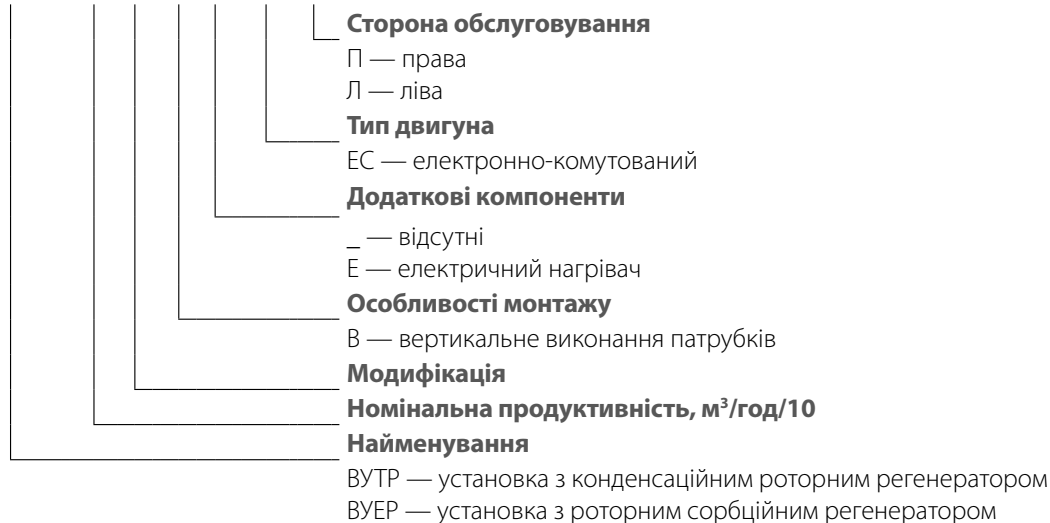 Сторона обслуговування
П — права
Л — ліва
Тип двигуна
ЕС — електронно-комутований
Додаткові компоненти
_ — відсутні
Е — електричний нагрівач
Особливості монтажу
В — вертикальне виконання патрубків
Модифікація
Номінальна продуктивність, м³/год/10
Найменування
ВУТР — установка з конденсаційним роторним регенератором
ВУЕР — установка з роторним сорбційним регенератором